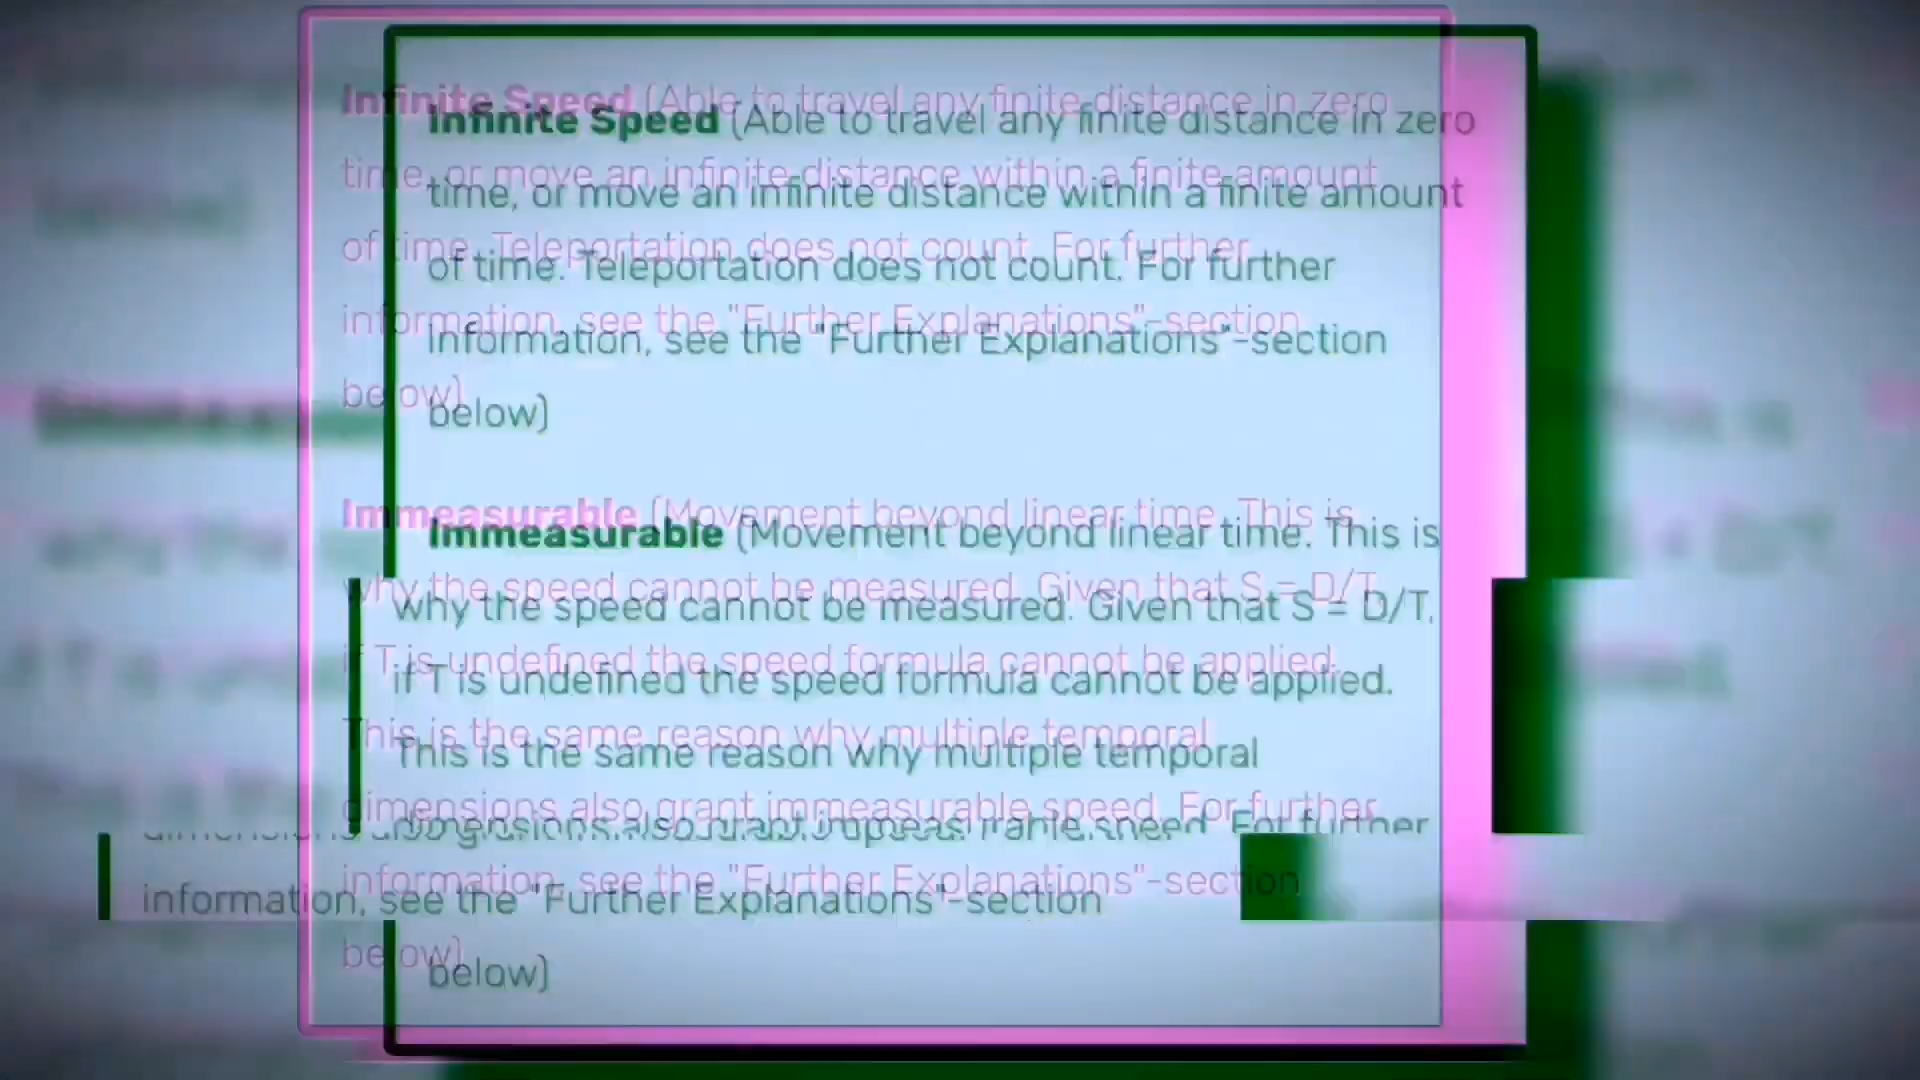 Infinite Speed (Able to travel any finite distance in zero
time, or move an infinite distance within a finite amount
of time. Teleportation does not count. For further
information, see the "Further Explanations"-section
below)
Immeasurable (Movement beyond linear time. This is
why the speed cannot be measured. Given that S = D/T,
if T is undefined the speed formula cannot be applied.
This is the same reason why multiple temporal
dimensions also grant immeasurable speed. For further
information, see the "Further Explanations"-section
below)